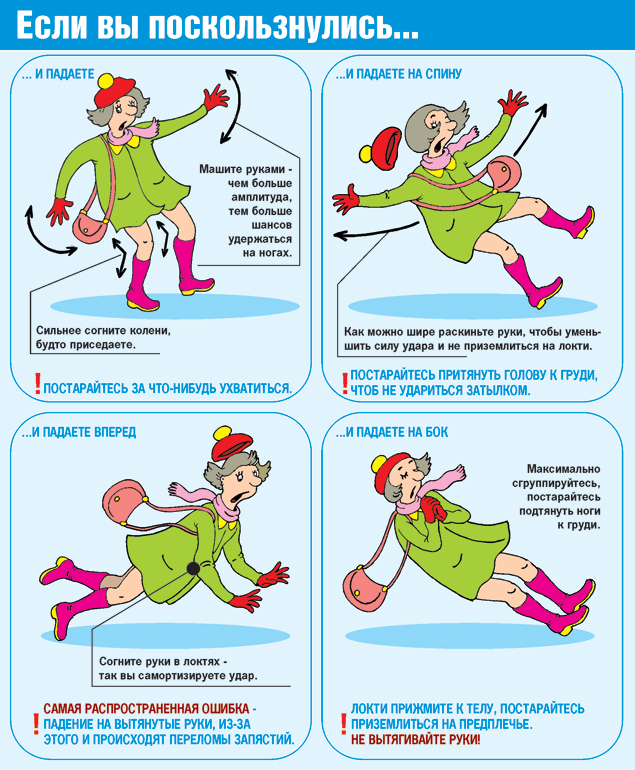 Если вы поскользнулись...
... И ПАДАЕТЕ
Машите руками -
чем больше
амплитуда,
тем больше
шансов
удержаться
на ногах.
Сильнее согните колени,
будто приседаете.
! ПОСТАРАЙТЕСЬ ЗА ЧТО-НИБУДЬ УХВАТИТЬСЯ.
...И ПАДАЕТЕ НА СПИНУ
Как можно шире раскиньте руки, чтобы умень-
шить силу удара и не приземлиться на локти.
! ПОСТАРАЙТЕСЬ ПРИТЯНУТЬ ГОЛОВУ К ГРУДИ,
ЧТОБ НЕ УДАРИТЬСЯ ЗАТЫЛКОМ.
...И ПАДАЕТЕ ВПЕРЕД
Согните руки в локтях -
так вы самортизируете удар.
! САМАЯ РАСПРОСТРАНЕННАЯ ОШИБКА -
ПАДЕНИЕ НА ВЫТЯНУТЫЕ РУКИ, ИЗ-ЗА
ЭТОГО И ПРОИСХОДЯТ ПЕРЕЛОМЫ ЗАПЯСТИЙ.
...И ПАДАЕТЕ НА БОК
Максимально
сгруппируйтесь,
постарайтесь
подтянуть ноги
к груди.
! ЛОКТИ ПРИЖМИТЕ К ТЕЛУ, ПОСТАРАЙТЕСЬ
ПРИЗЕМЛИТЬСЯ НА ПРЕДПЛЕЧЬЕ.
НЕ ВЫТЯГИВАЙТЕ РУКИ!